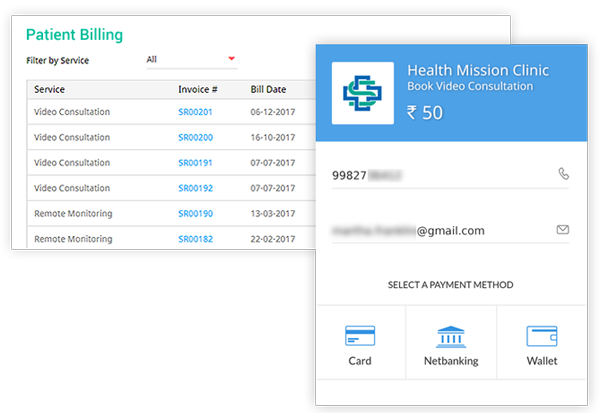 Patient Billing
Filter by Service
All
Service Invoice # Bill Date
Video Consultation SR00201 06-12-2017
Video Consultation SR00200 16-10-2017
Video Consultation SR00191 07-07-2017
Video Consultation SR00192 07-07-2017
Remote Monitoring SR00190 13-03-2017
Remote Monitoring SR00182 22-02-2017
Health Mission Clinic
Book Video Consultation
₹ 50
99827
@gmail.com
SELECT A PAYMENT METHOD
Card Netbanking Wallet